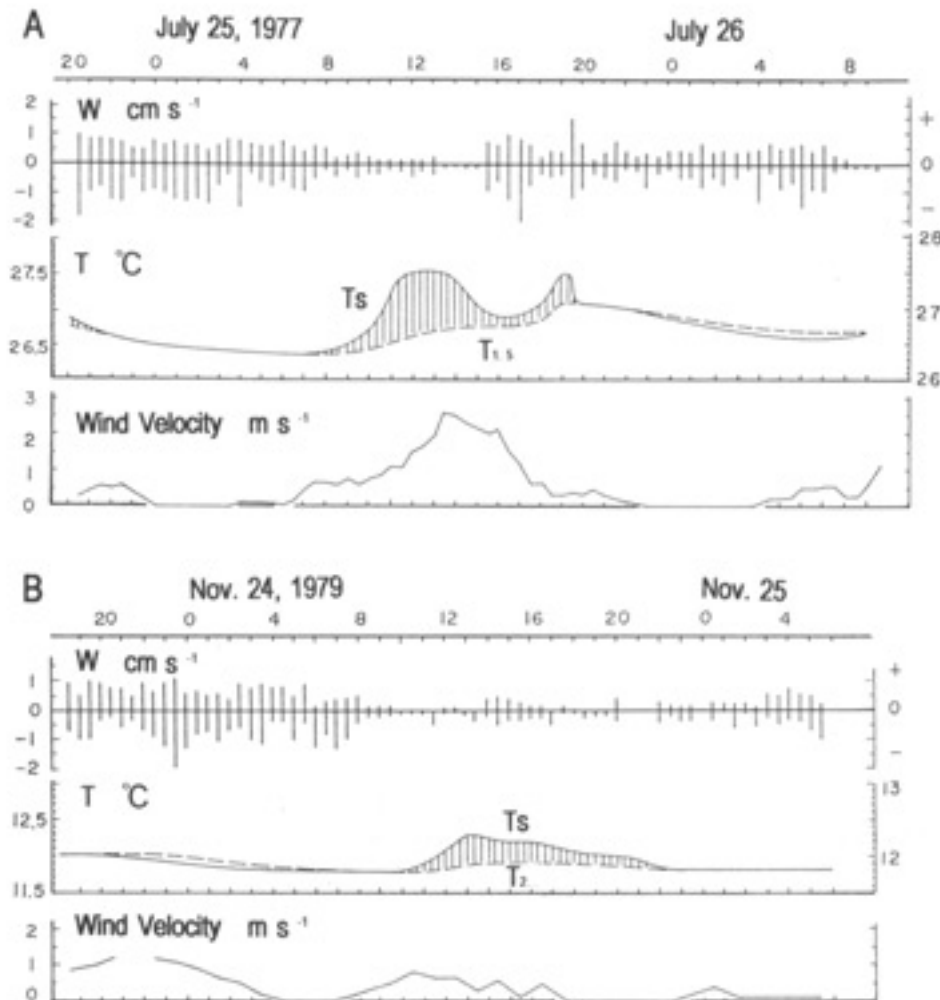 A July 25, 1977 July 26
20 0 4 8 12 16 20 0 4 8
W cm s⁻¹
2
1 +
0 0
-1
-2 −
T °C 28
27.5
Ts 27
26.5 T1.5
26
3 Wind Velocity m s⁻¹
2
1
0
B Nov. 24, 1979 Nov. 25
20 0 4 8 12 16 20 0 4
W cm s⁻¹
1 +
0 0
-1
-2 −
T °C 13
12.5 Ts
12
T2
11.5
Wind Velocity m s⁻¹
2
1
0